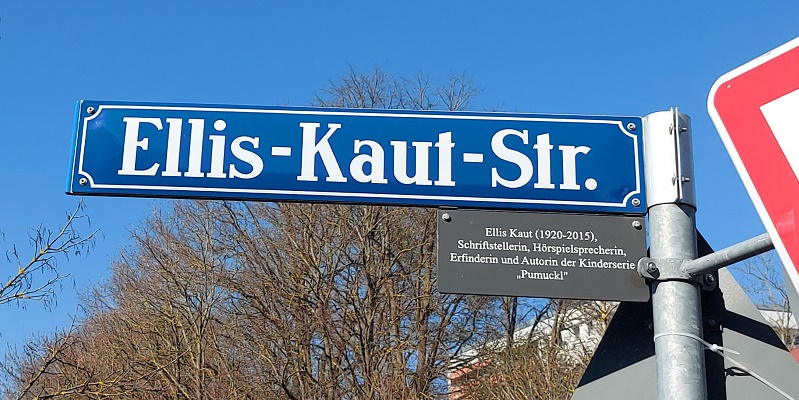 Ellis-Kaut-Str.
Ellis Kaut (1920-2015),
Schriftstellerin, Hörspielsprecherin,
Erfinderin und Autorin der Kinderserie
„Pumuckl"